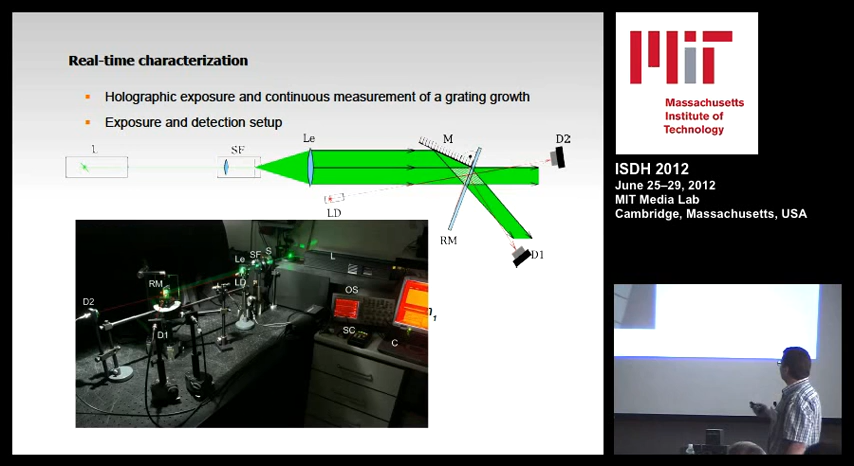 Real-time characterization
Holographic exposure and continuous measurement of a grating growth
Exposure and detection setup
L
SF
Le
M
D2
LD
RM
D1
Le
SF
S
L
RM
LD
D2
OS
D1
SC
C
MIT
Massachusetts
Institute of
Technology
ISDH 2012
June 25–29, 2012
MIT Media Lab
Cambridge, Massachusetts, USA